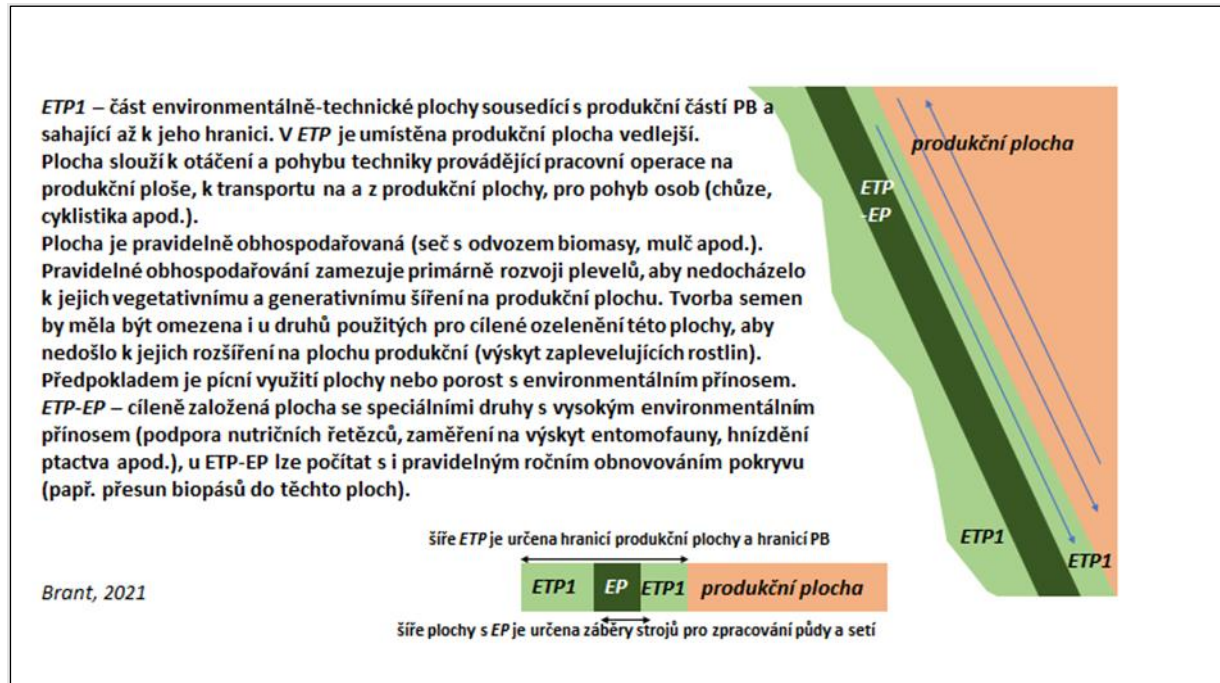 ETP1 – část environmentálně-technické plochy sousedící s produkční částí PB a
sahající až k jeho hranici. V ETP je umístěna produkční plocha vedlejší.
Plocha slouží k otáčení a pohybu techniky provádějící pracovní operace na
produkční ploše, k transportu na a z produkční plochy, pro pohyb osob (chůze,
cyklistika apod.).
Plocha je pravidelně obhospodařovaná (seč s odvozem biomasy, mulč apod.).
Pravidelné obhospodařování zamezuje primárně rozvoji plevelů, aby nedocházelo
k jejich vegetativnímu a generativnímu šíření na produkční plochu. Tvorba semen
by měla být omezena i u druhů použitých pro cílené ozelenění této plochy, aby
nedošlo k jejich rozšíření na plochu produkční (výskyt zaplevelujících rostlin).
Předpokladem je pícní využití plochy nebo porost s environmentálním přínosem.
ETP-EP – cíleně založená plocha se speciálními druhy s vysokým environmentálním
přínosem (podpora nutričních řetězců, zaměření na výskyt entomofauny, hnízdění
ptactva apod.), u ETP-EP lze počítat s i pravidelným ročním obnovováním pokryvu
(papř. přesun biopásů do těchto ploch).
produkční plocha
ETP
-EP
ETP1
ETP1
šíře ETP je určena hranicí produkční plochy a hranicí PB
ETP1 EP ETP1 produkční plocha
šíře plochy s EP je určena záběry strojů pro zpracování půdy a setí
Brant, 2021